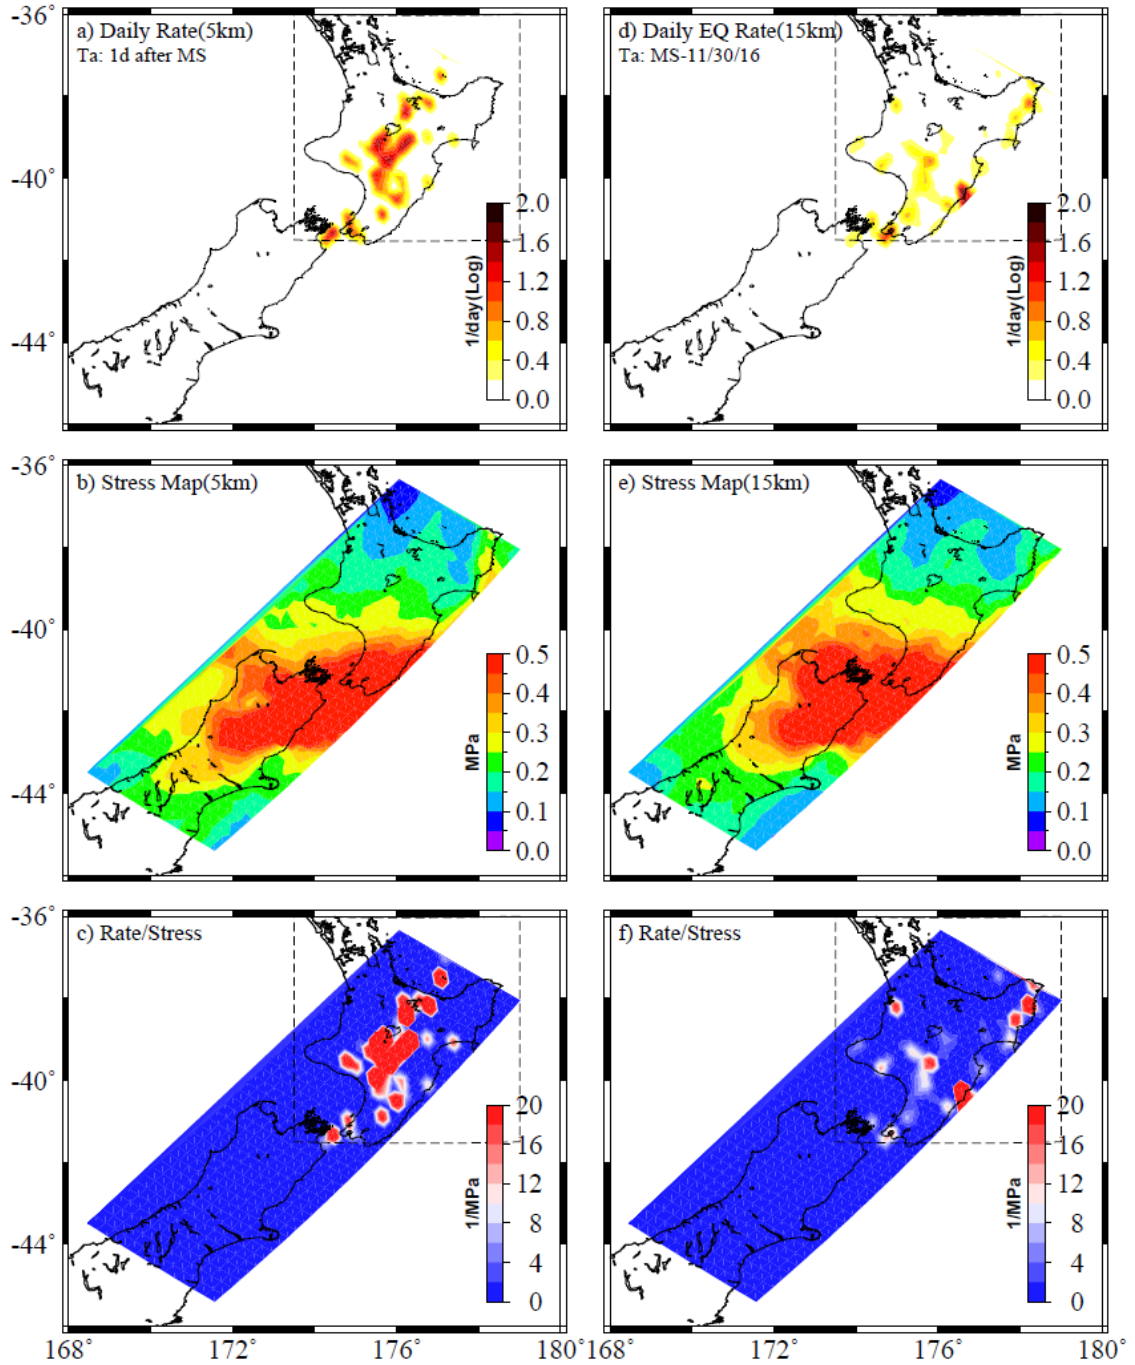 -36°
a) Daily Rate(5km)
Ta: 1d after MS
-40°
-44°
2.0
1.6
1.2
0.8
0.4
0.0
1/day(Log)
d) Daily EQ Rate(15km)
Ta: MS-11/30/16
2.0
1.6
1.2
0.8
0.4
0.0
1/day(Log)
-36°
b) Stress Map(5km)
-40°
-44°
0.5
0.4
0.3
0.2
0.1
0.0
MPa
e) Stress Map(15km)
0.5
0.4
0.3
0.2
0.1
0.0
MPa
-36°
c) Rate/Stress
-40°
-44°
20
16
12
8
4
0
1/MPa
168° 172° 176° 180°
f) Rate/Stress
20
16
12
8
4
0
1/MPa
172° 176° 180°